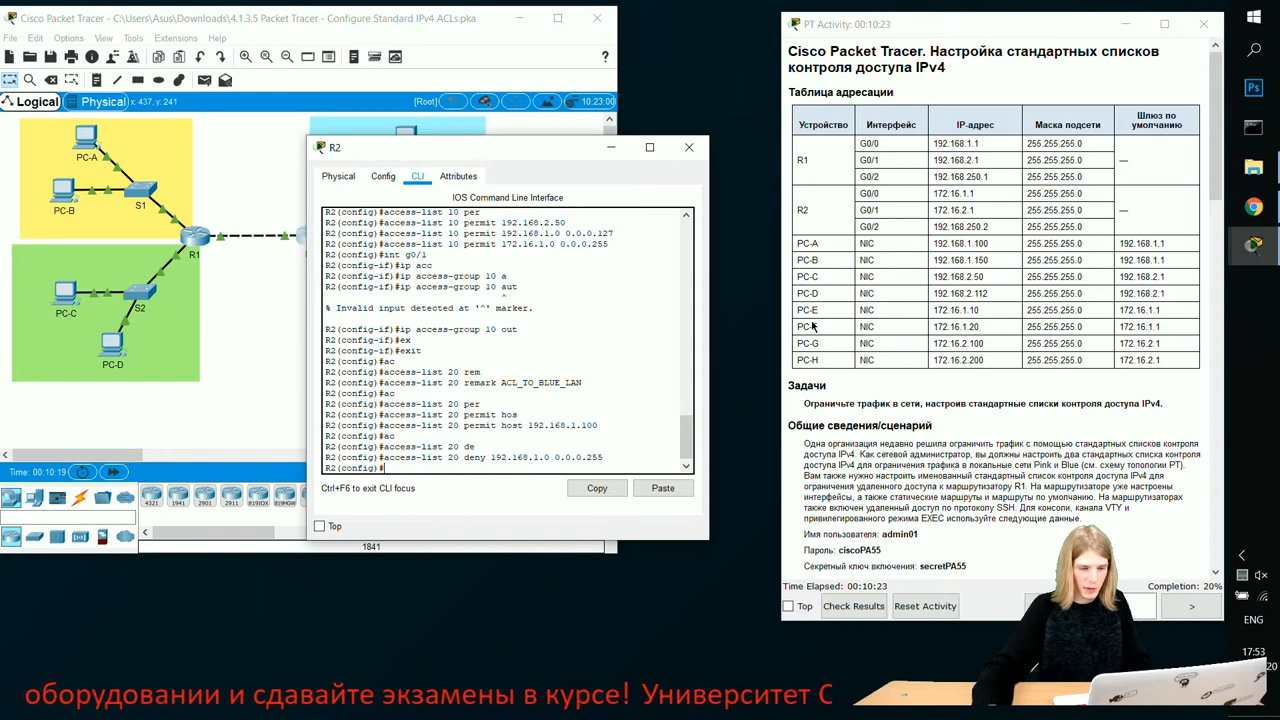 Cisco Packet Tracer - C:\Users\Asus\Downloads\4.1.3.5 Packet Tracer - Configure Standard IPv4 ACLs.pka
File Edit Options View Tools Extensions Help
Logical Physical x: 437, y: 241 [Root] 10:23:00
PC-A
PC-B
S1
R1
PC-C
S2
PC-D
Time: 00:10:19
4321 1941 2901 2911 819IOX 819HGW
1841
R2
Physical Config CLI Attributes
IOS Command Line Interface
R2(config)#access-list 10 per
R2(config)#access-list 10 permit 192.168.2.50
R2(config)#access-list 10 permit 192.168.1.0 0.0.0.127
R2(config)#access-list 10 permit 172.16.1.0 0.0.0.255
R2(config)#int g0/1
R2(config-if)#ip acc
R2(config-if)#ip access-group 10 a
R2(config-if)#ip access-group 10 aut
^
% Invalid input detected at '^' marker.
R2(config-if)#ip access-group 10 out
R2(config-if)#ex
R2(config-if)#exit
R2(config)#ac
R2(config)#access-list 20 rem
R2(config)#access-list 20 remark ACL_TO_BLUE_LAN
R2(config)#ac
R2(config)#access-list 20 per
R2(config)#access-list 20 permit hos
R2(config)#access-list 20 permit host 192.168.1.100
R2(config)#ac
R2(config)#access-list 20 de
R2(config)#access-list 20 deny 192.168.1.0 0.0.0.255
R2(config)#
Ctrl+F6 to exit CLI focus
Copy Paste
Top
PT Activity: 00:10:23
Cisco Packet Tracer. Настройка стандартных списков
контроля доступа IPv4
Таблица адресации
Устройство Интерфейс IP-адрес Маска подсети Шлюз по умолчанию
R1 G0/0 192.168.1.1 255.255.255.0 —
G0/1 192.168.2.1 255.255.255.0
G0/2 192.168.250.1 255.255.255.0
R2 G0/0 172.16.1.1 255.255.255.0 —
G0/1 172.16.2.1 255.255.255.0
G0/2 192.168.250.2 255.255.255.0
PC-A NIC 192.168.1.100 255.255.255.0 192.168.1.1
PC-B NIC 192.168.1.150 255.255.255.0 192.168.1.1
PC-C NIC 192.168.2.50 255.255.255.0 192.168.2.1
PC-D NIC 192.168.2.112 255.255.255.0 192.168.2.1
PC-E NIC 172.16.1.10 255.255.255.0 172.16.1.1
PC- NIC 172.16.1.20 255.255.255.0 172.16.1.1
PC-G NIC 172.16.2.100 255.255.255.0 172.16.2.1
PC-H NIC 172.16.2.200 255.255.255.0 172.16.2.1
Задачи
Ограничьте трафик в сети, настроив стандартные списки контроля доступа IPv4.
Общие сведения/сценарий
Одна организация недавно решила ограничить трафик с помощью стандартных списков контроля
доступа IPv4. Как сетевой администратор, вы должны настроить два стандартных списка контроля
доступа IPv4 для ограничения трафика в локальные сети Pink и Blue (см. схему топологии PT).
Вам также нужно настроить именованный стандартный список контроля доступа IPv4 для
ограничения удаленного доступа к маршрутизатору R1. На маршрутизаторе уже настроены
интерфейсы, а также статические маршруты и маршруты по умолчанию. На маршрутизаторах
также включен удаленный доступ по протоколу SSH. Для консоли, канала VTY и
привилегированного режима EXEC используйте следующие данные.
Имя пользователя: admin01
Пароль: ciscoPA55
Секретный ключ включения: secretPA55
Time Elapsed: 00:10:23 Completion: 20%
Top Check Results Reset Activity >
ENG
17:53
оборудовании и сдавайте экзамены в курсе! Университет С